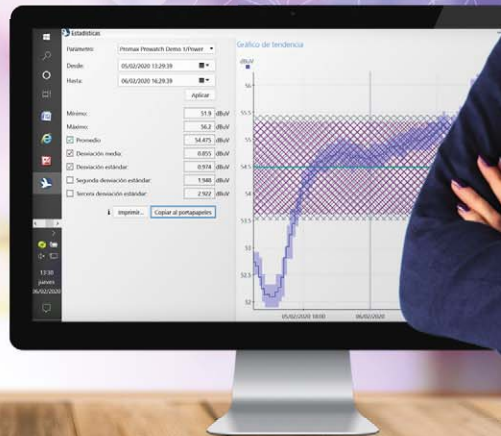 Estadísticas
Parámetro: Promax Prowatch Demo 1/Power
Desde: 05/02/2020 13:29:39
Hasta: 06/02/2020 16:29:39
Aplicar
Mínimo: 51.9 dBuV
Máximo: 56.2 dBuV
Promedio 54.475 dBuV
Desviación media: 0.855 dBuV
Desviación estándar: 0.974 dBuV
Segunda desviación estándar: 1.948 dBuV
Tercera desviación estándar: 2.922 dBuV
Imprimir... Copiar al portapapeles
13:30
jueves
06/02/2020
Gráfico de tendencia
dBuV
56
55.5
55
54.5
54
53.5
53
52.5
52
05/02/2020 18:00 06/02/2020